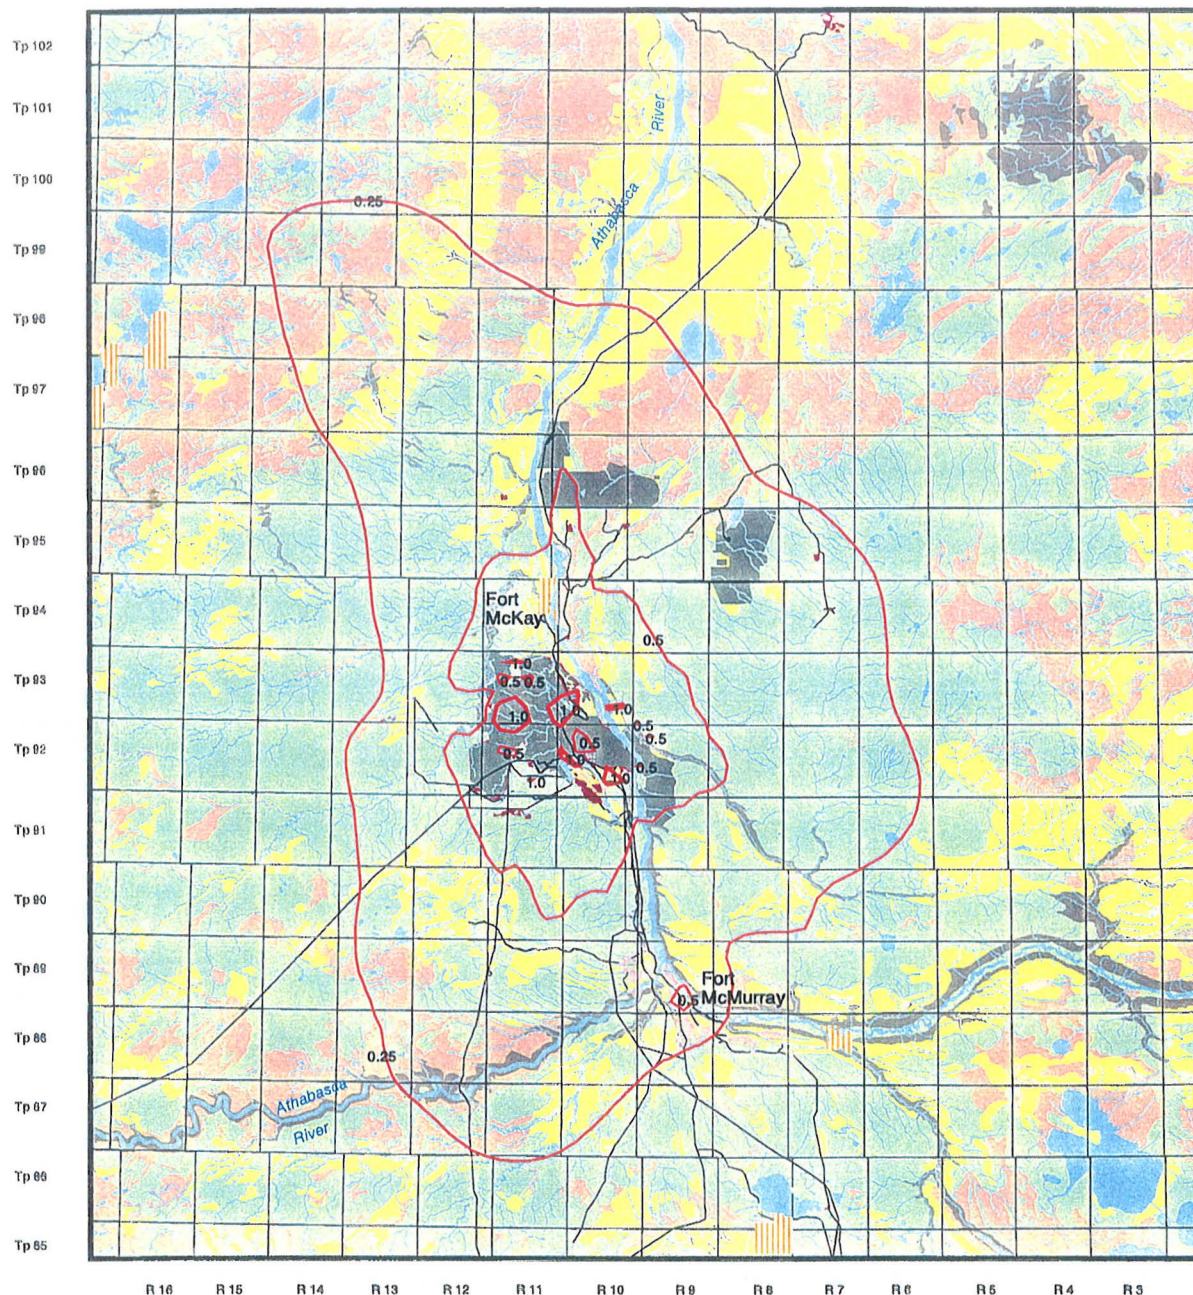 Tp 102
Tp 101
River
Tp 100
0.25
Athabasca
Tp 99
Tp 98
Tp 97
Tp 96
Tp 95
Tp 94
Fort
McKay
0.5
Tp 93
1.0
0.5 0.5
1.0
1.0
1.0
0.5
Tp 92
0.5
0.5
0.5
1.0
0.5
1.0
1.0
Tp 91
Tp 90
Tp 89
Fort
McMurray
0.5
Tp 88
0.25
Athabasca
Tp 87
River
Tp 86
Tp 85
R 16 R 15 R 14 R 13 R 12 R 11 R 10 R 9 R 8 R 7 R 6 R 5 R 4 R 3